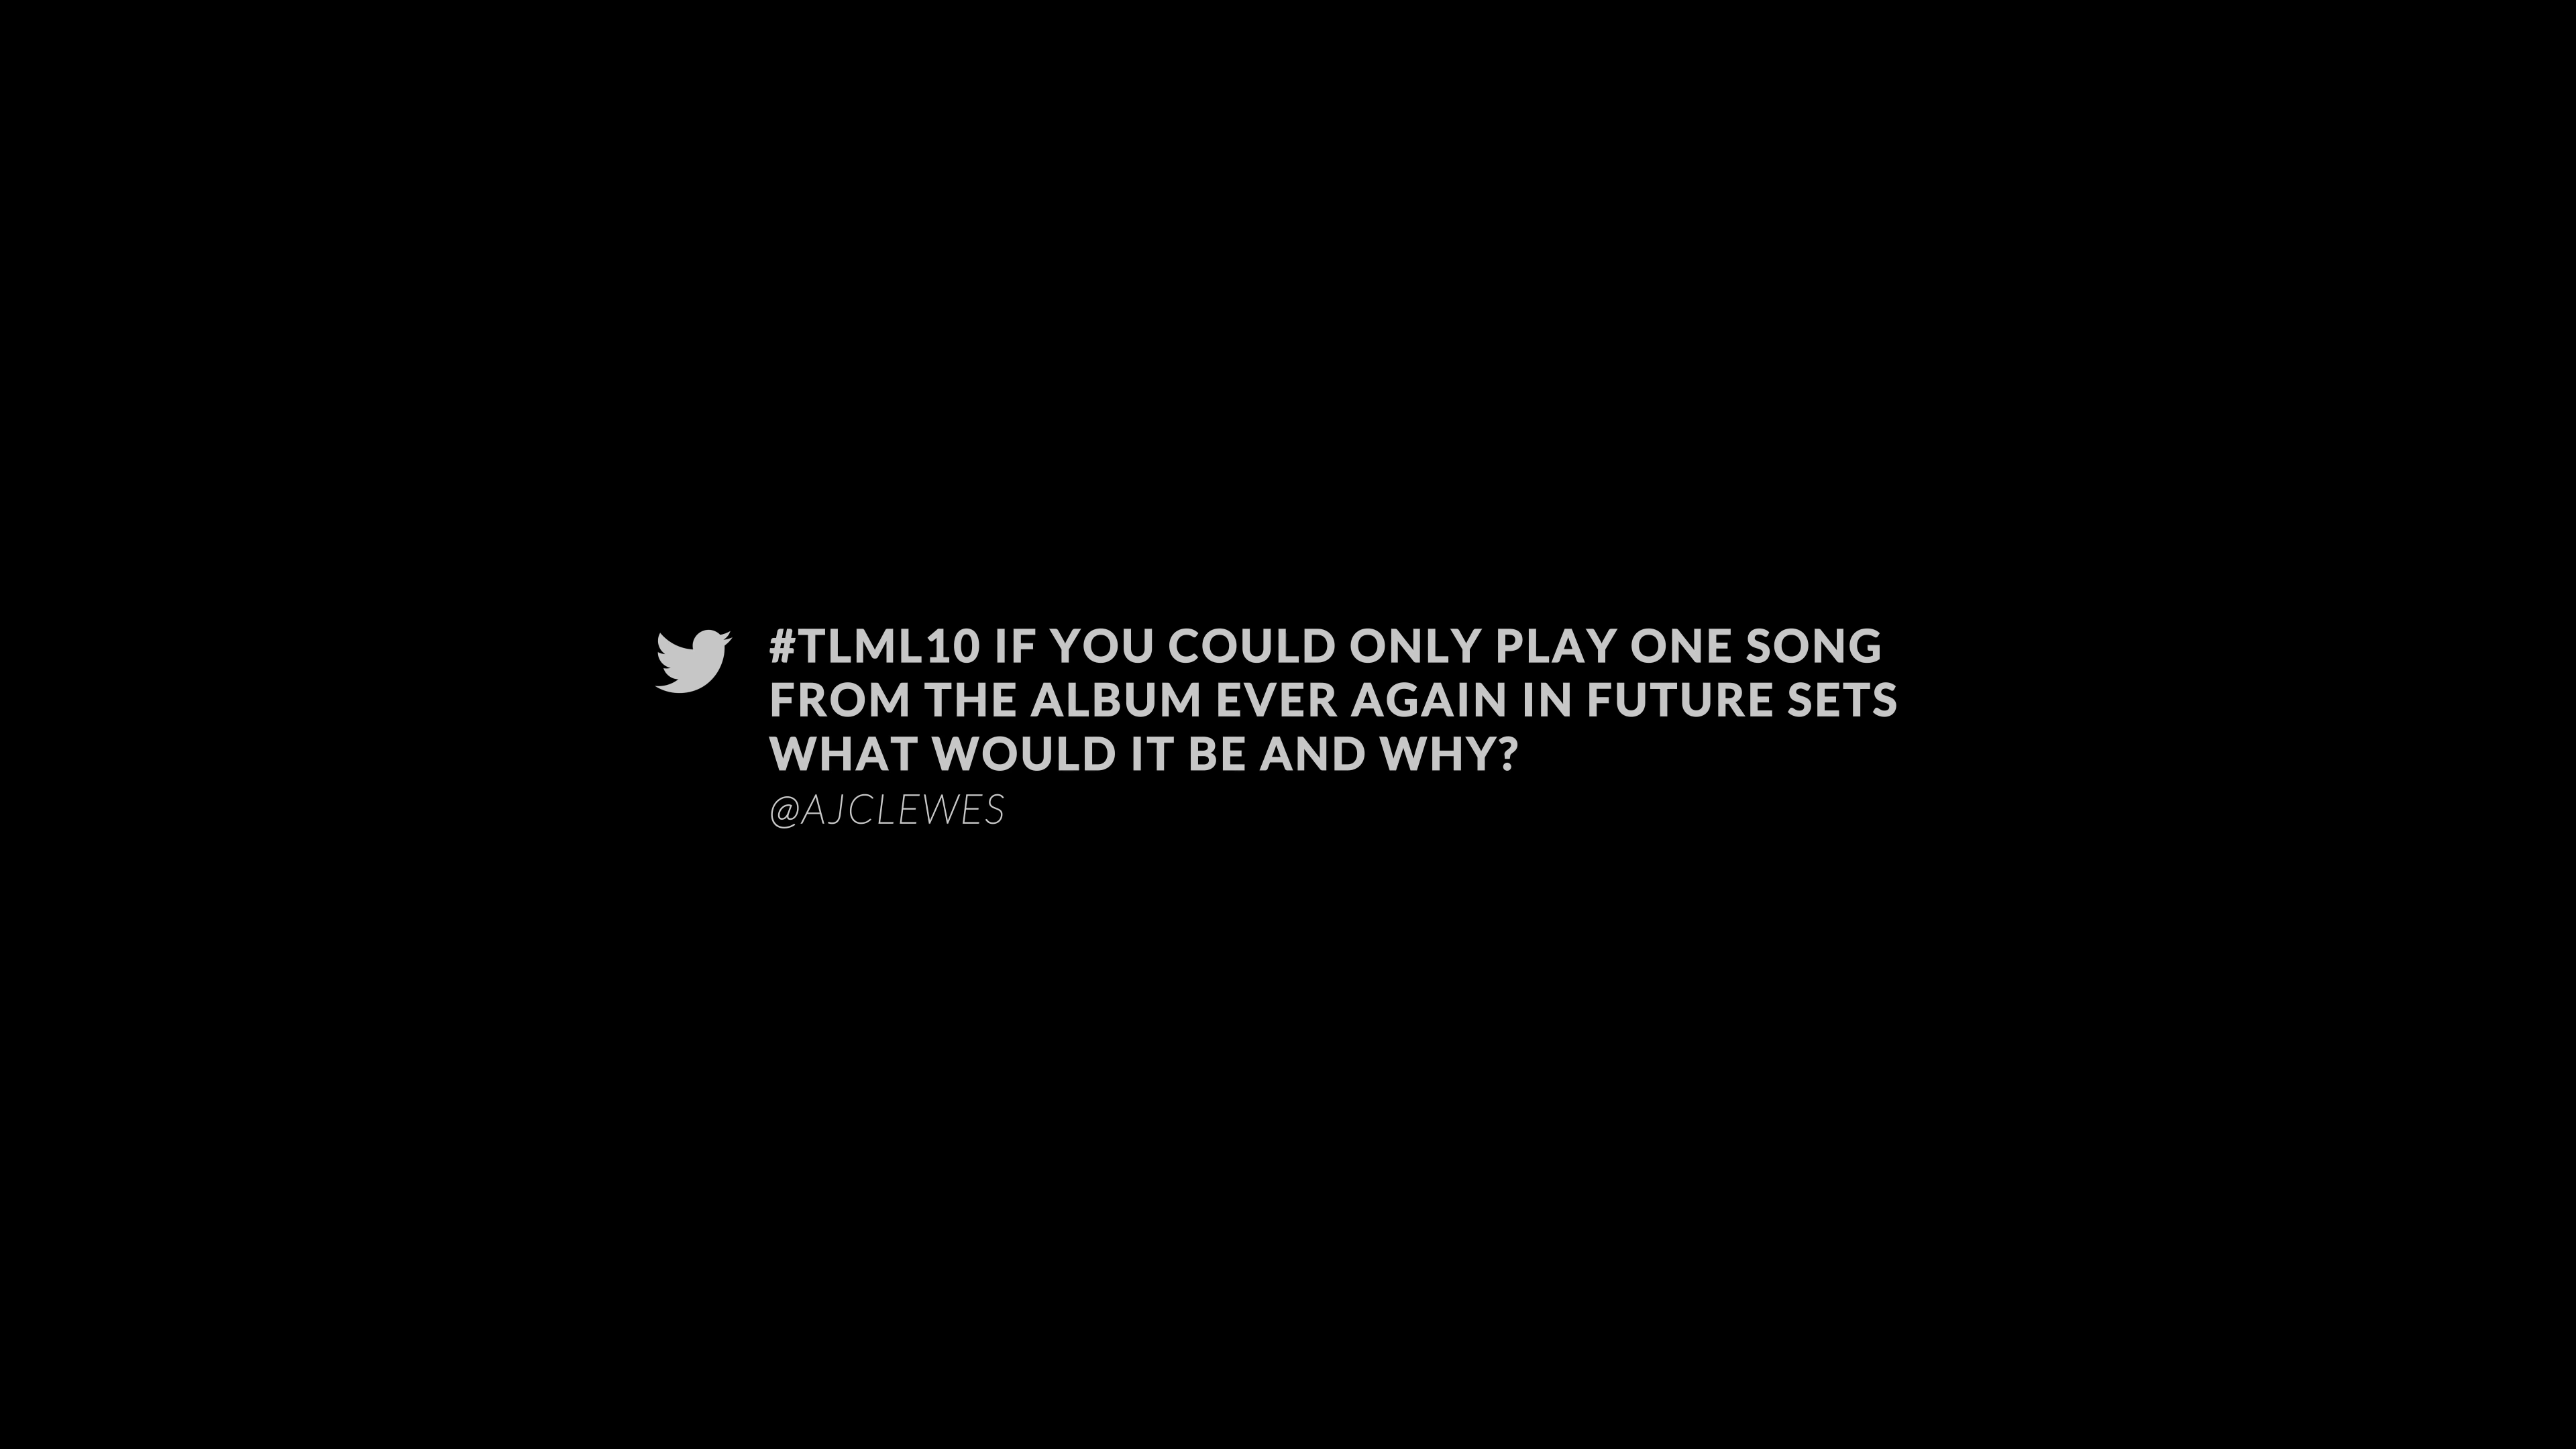 #TLML10 IF YOU COULD ONLY PLAY ONE SONG
FROM THE ALBUM EVER AGAIN IN FUTURE SETS
WHAT WOULD IT BE AND WHY?
@AJCLEWES